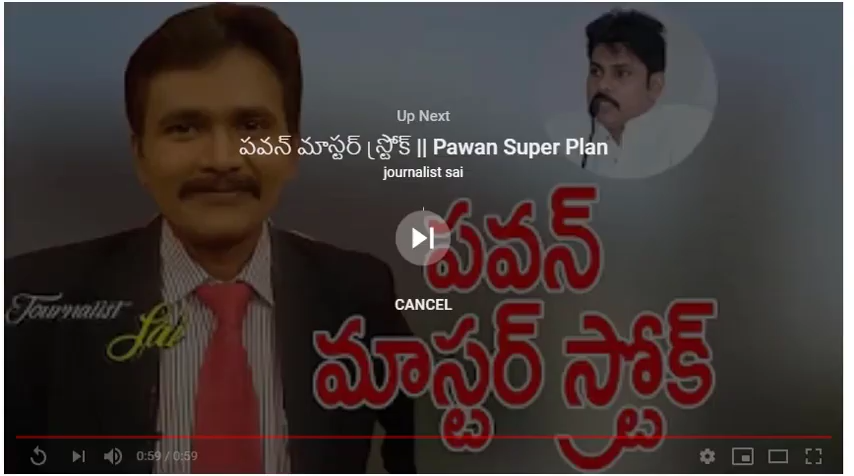 Up Next
పవన్ మాస్టర్ స్ట్రోక్ || Pawan Super Plan
journalist sai
పవన్
CANCEL
Journalist
Sai
మాస్టర్ స్ట్రోక్
0:59 / 0:59